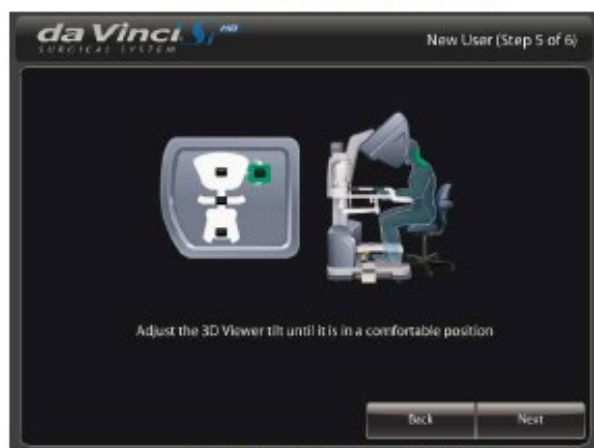 da Vinci Si HD
SURGICAL SYSTEM
New User (Step 5 of 6)
Adjust the 3D Viewer tilt until it is in a comfortable position
Back
Next